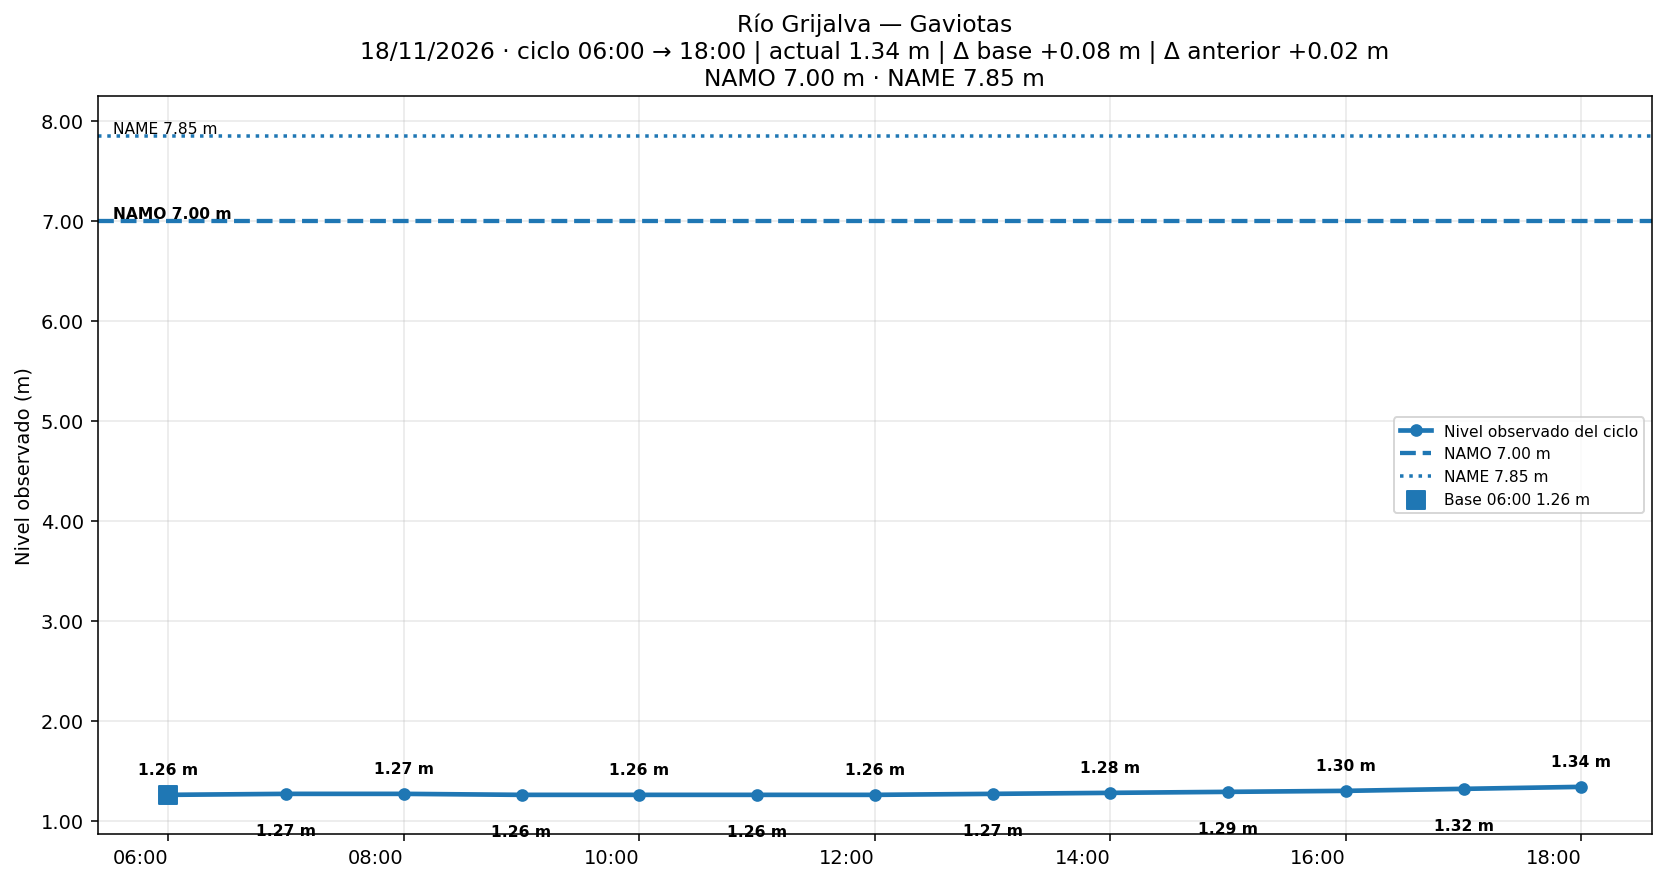 Río Grijalva — Gaviotas
18/11/2026 · ciclo 06:00 → 18:00 | actual 1.34 m | Δ base +0.08 m | Δ anterior +0.02 m
NAMO 7.00 m · NAME 7.85 m
8.00
NAME 7.85 m
NAMO 7.00 m
7.00
6.00
5.00
4.00
3.00
2.00
1.00
Nivel observado (m)
Nivel observado del ciclo
NAMO 7.00 m
NAME 7.85 m
Base 06:00 1.26 m
1.26 m
1.27 m
1.27 m
1.26 m
1.26 m
1.26 m
1.26 m
1.27 m
1.28 m
1.29 m
1.30 m
1.32 m
1.34 m
06:00
08:00
10:00
12:00
14:00
16:00
18:00